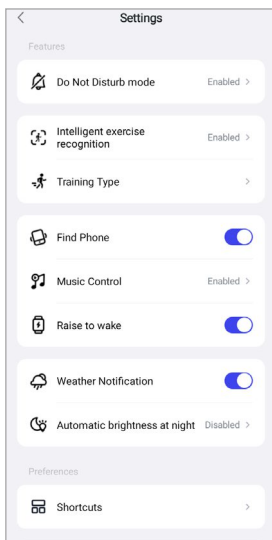 Settings
Features
Do Not Disturb mode Enabled >
Intelligent exercise
recognition Enabled >
Training Type >
Find Phone
Music Control Enabled >
Raise to wake
Weather Notification
Automatic brightness at night Disabled >
Preferences
Shortcuts >